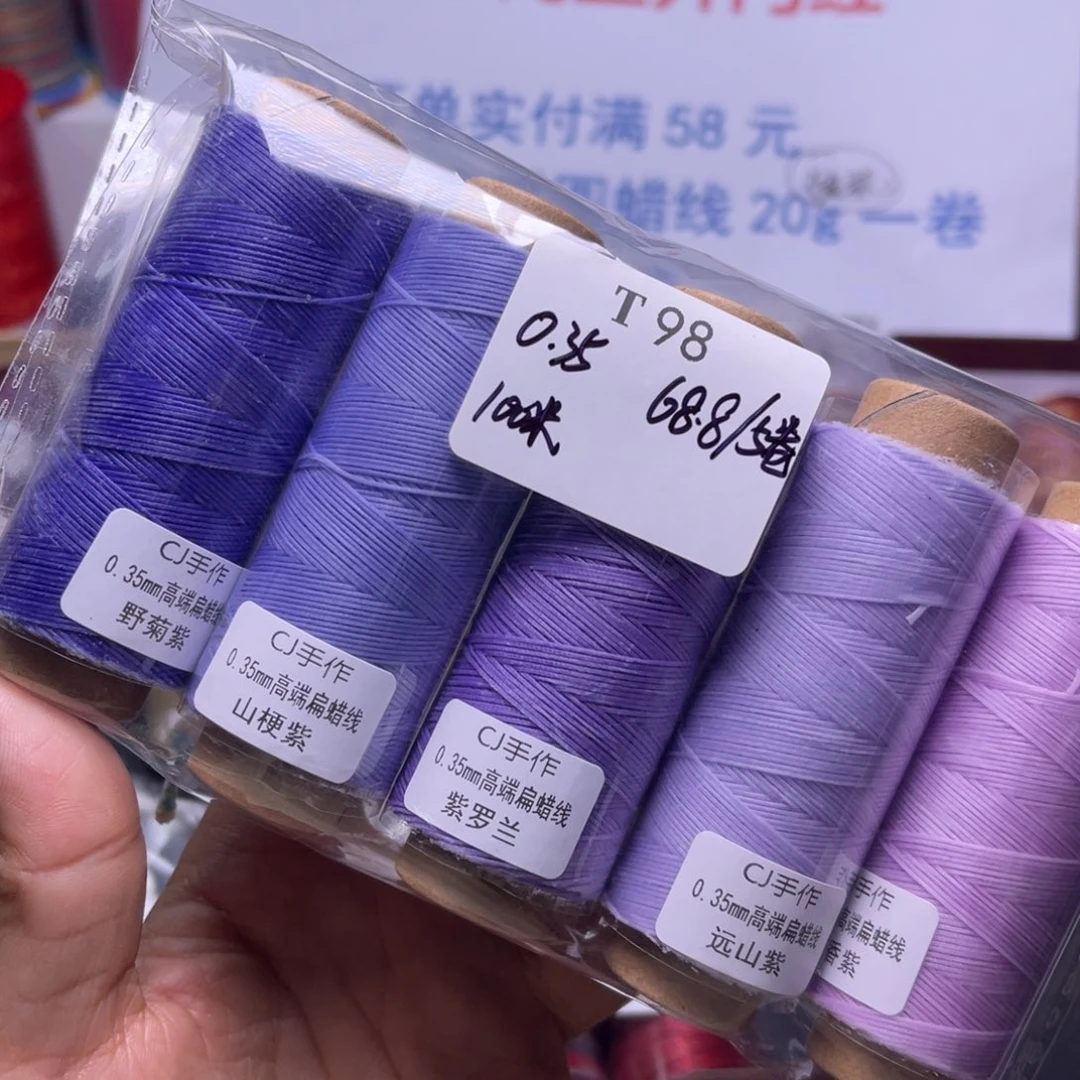 单实付满 58 元
蜡线 20g 一卷
T 98
0.35
68.8/5卷
100米
CJ手作
0.35mm高端扁蜡线
野菊紫
CJ手作
0.35mm高端扁蜡线
山梗紫
CJ手作
0.35mm高端扁蜡线
紫罗兰
CJ手作
0.35mm高端扁蜡线
远山紫
手作
端扁蜡线
香紫